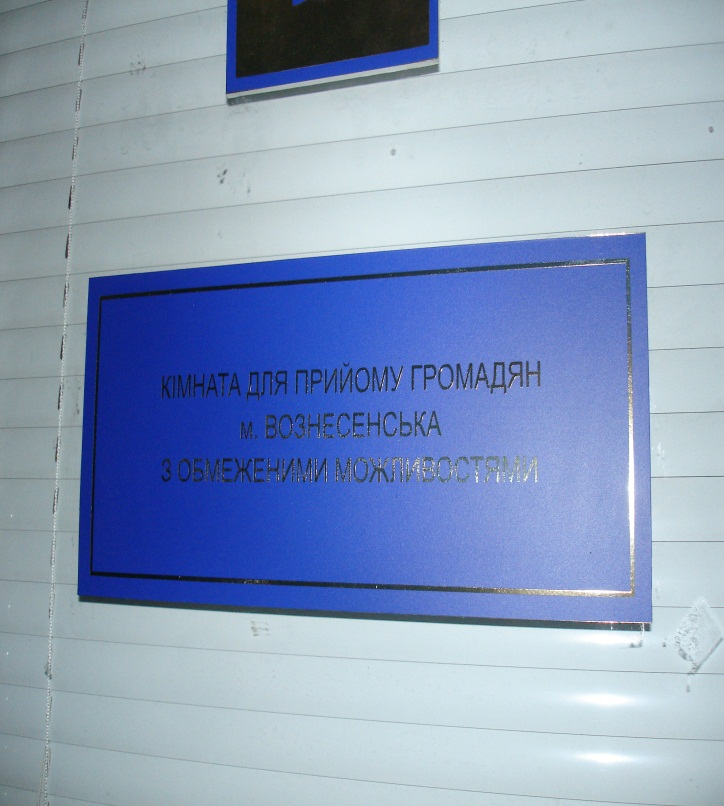 КІМНАТА ДЛЯ ПРИЙОМУ ГРОМАДЯН
м. ВОЗНЕСЕНСЬКА
З ОБМЕЖЕНИМИ МОЖЛИВОСТЯМИ